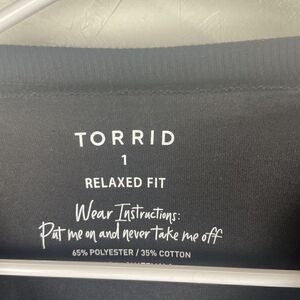 TORRID
1
RELAXED FIT
Wear Instructions:
Put me on and never take me off
65% POLYESTER / 35% COTTON